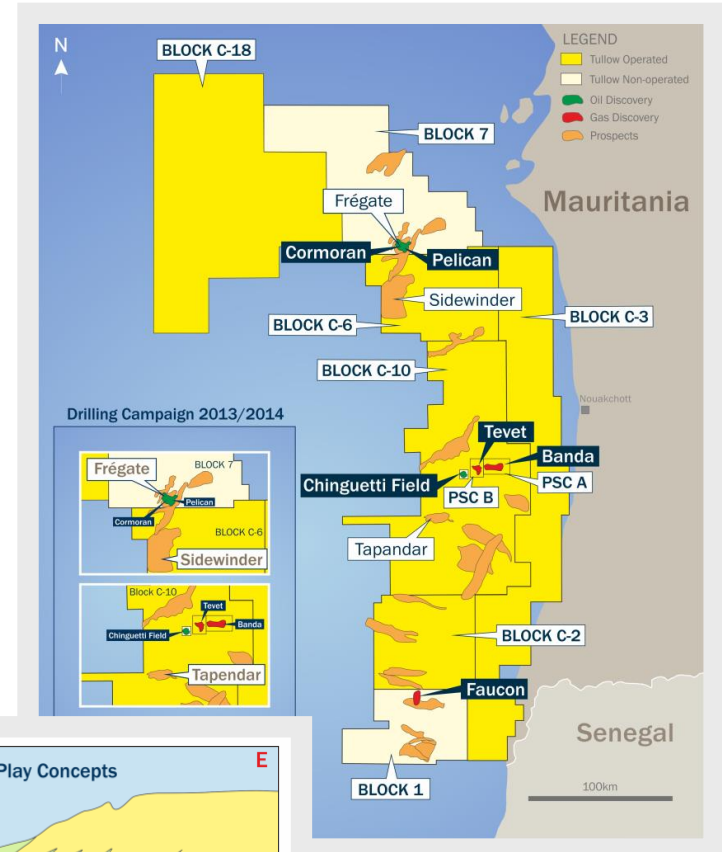 N
BLOCK C-18
LEGEND
Tullow Operated
Tullow Non-operated
Oil Discovery
Gas Discovery
Prospects
BLOCK 7
Mauritania
Frégate
Cormoran
Pelican
Sidewinder
BLOCK C-6
BLOCK C-3
BLOCK C-10
Nouakchott
Drilling Campaign 2013/2014
Tevet
Banda
Chinguetti Field
PSC B
PSC A
Tapandar
Frégate
BLOCK 7
Pelican
Cormoran
BLOCK C-6
Sidewinder
Block C-10
Tevet
Banda
Chinguetti Field
Tapendar
BLOCK C-2
Faucon
Senegal
BLOCK 1
100km
Play Concepts
E